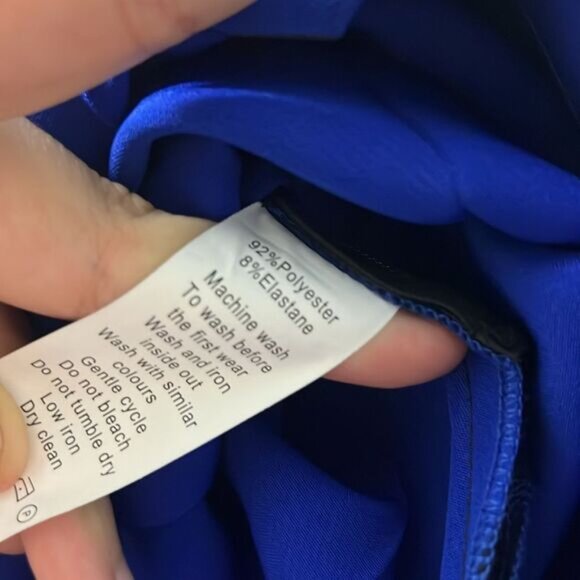 92%Polyester
8%Elastane
Machine wash
To wash before
the first wear
Wash and iron
inside out
Wash with similar
colours
Gentle cycle
Do not bleach
Do not tumble dry
Low iron
Dry clean
P